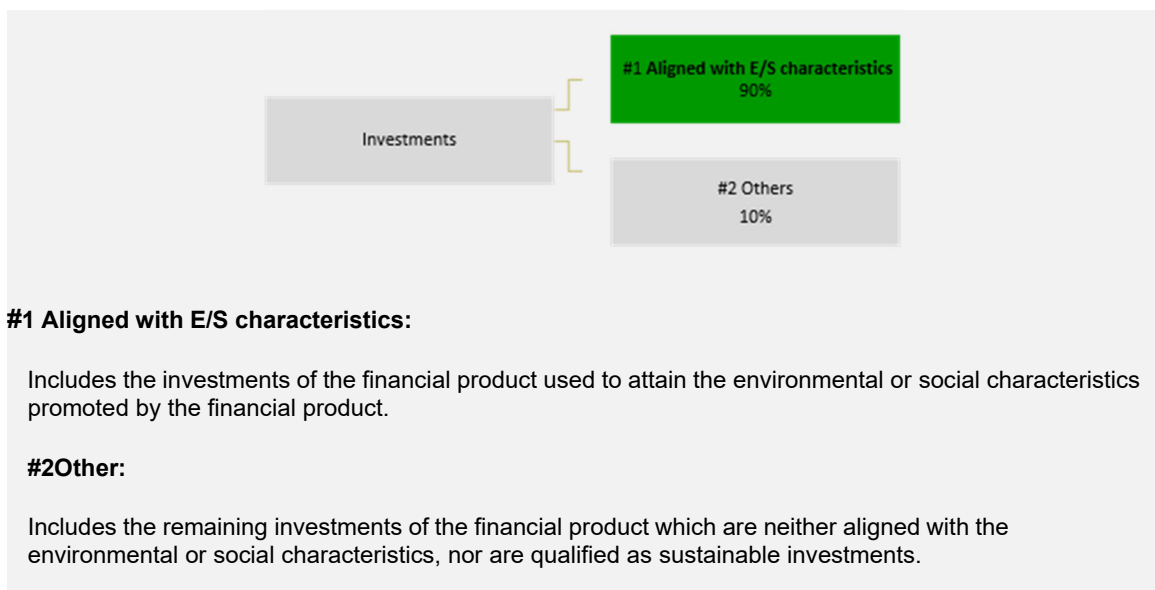 #1 Aligned with E/S characteristics
90%
Investments
#2 Others
10%
#1 Aligned with E/S characteristics:
Includes the investments of the financial product used to attain the environmental or social characteristics
promoted by the financial product.
#2Other:
Includes the remaining investments of the financial product which are neither aligned with the
environmental or social characteristics, nor are qualified as sustainable investments.